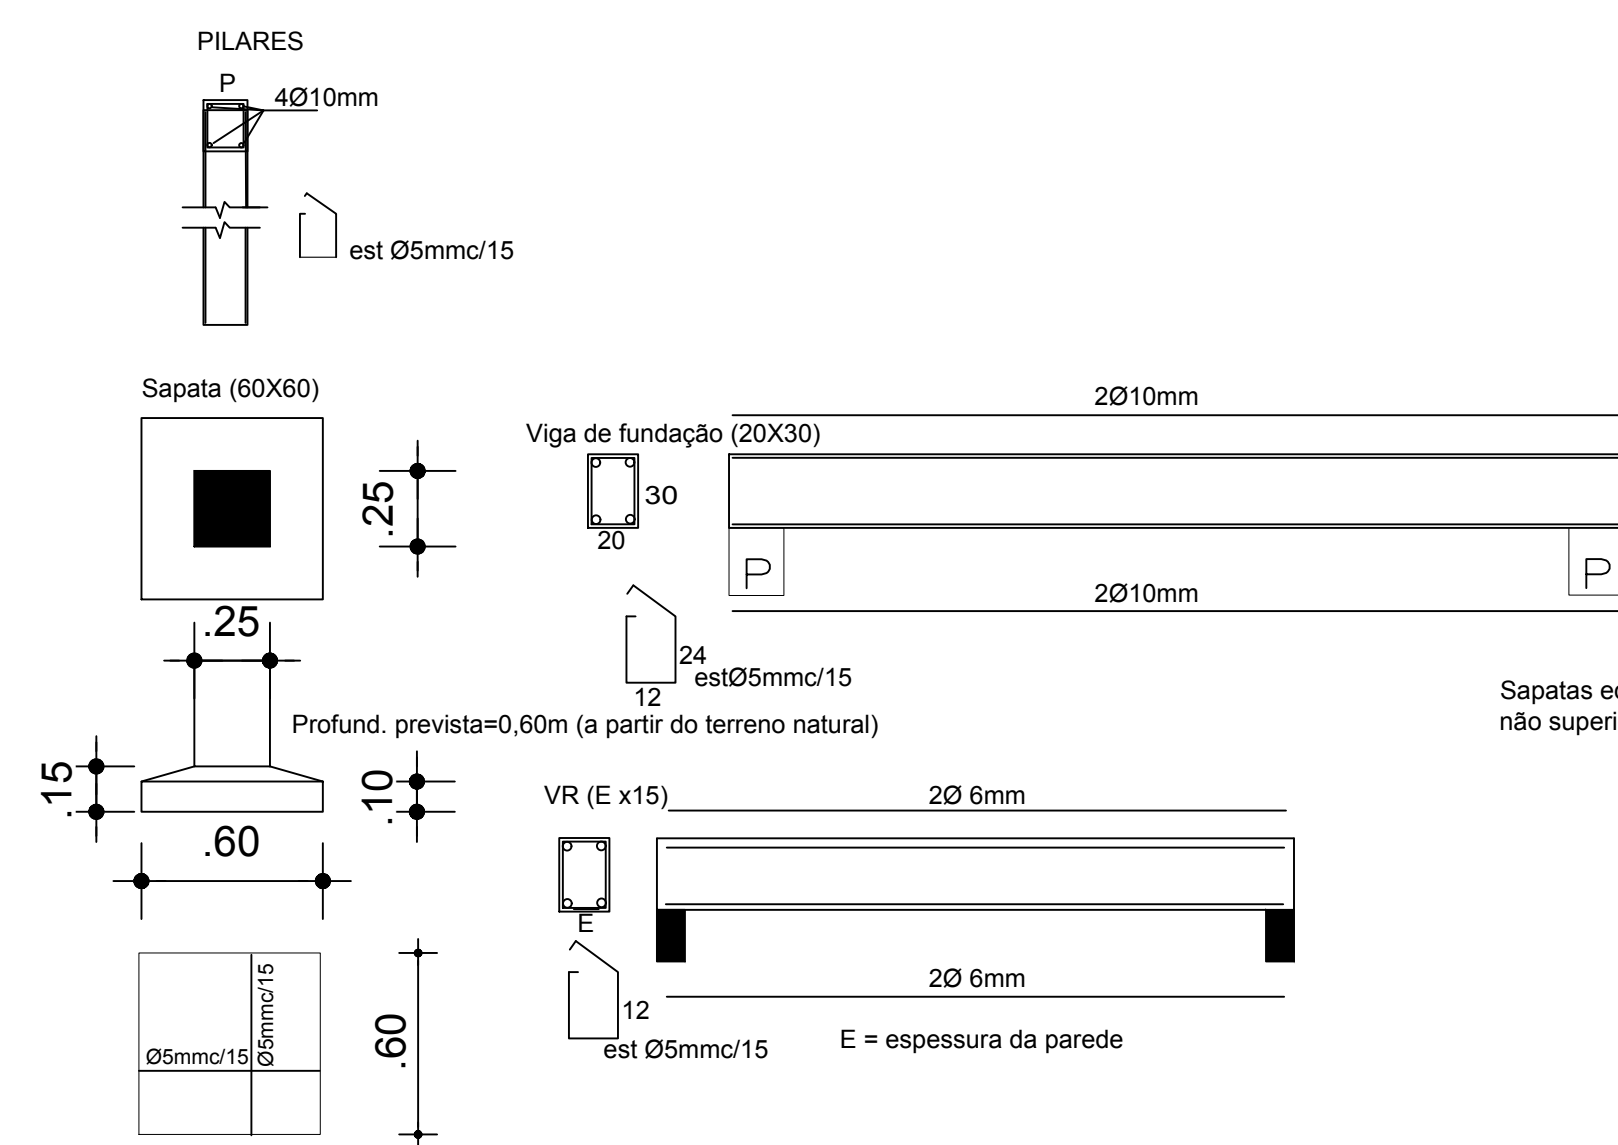 PILARES
P
4Ø10mm
est Ø5mmc/15
Sapata (60X60)
.25
.25
.15
.10
.60
Ø5mmc/15
Ø5mmc/15
.60
Viga de fundação (20X30)
30
20
2Ø10mm
P
P
2Ø10mm
24
12
estØ5mmc/15
Profund. prevista=0,60m (a partir do terreno natural)
Sapatas
não
VR (E x15)
2Ø 6mm
E
12
est Ø5mmc/15
2Ø 6mm
E = espessura da parede